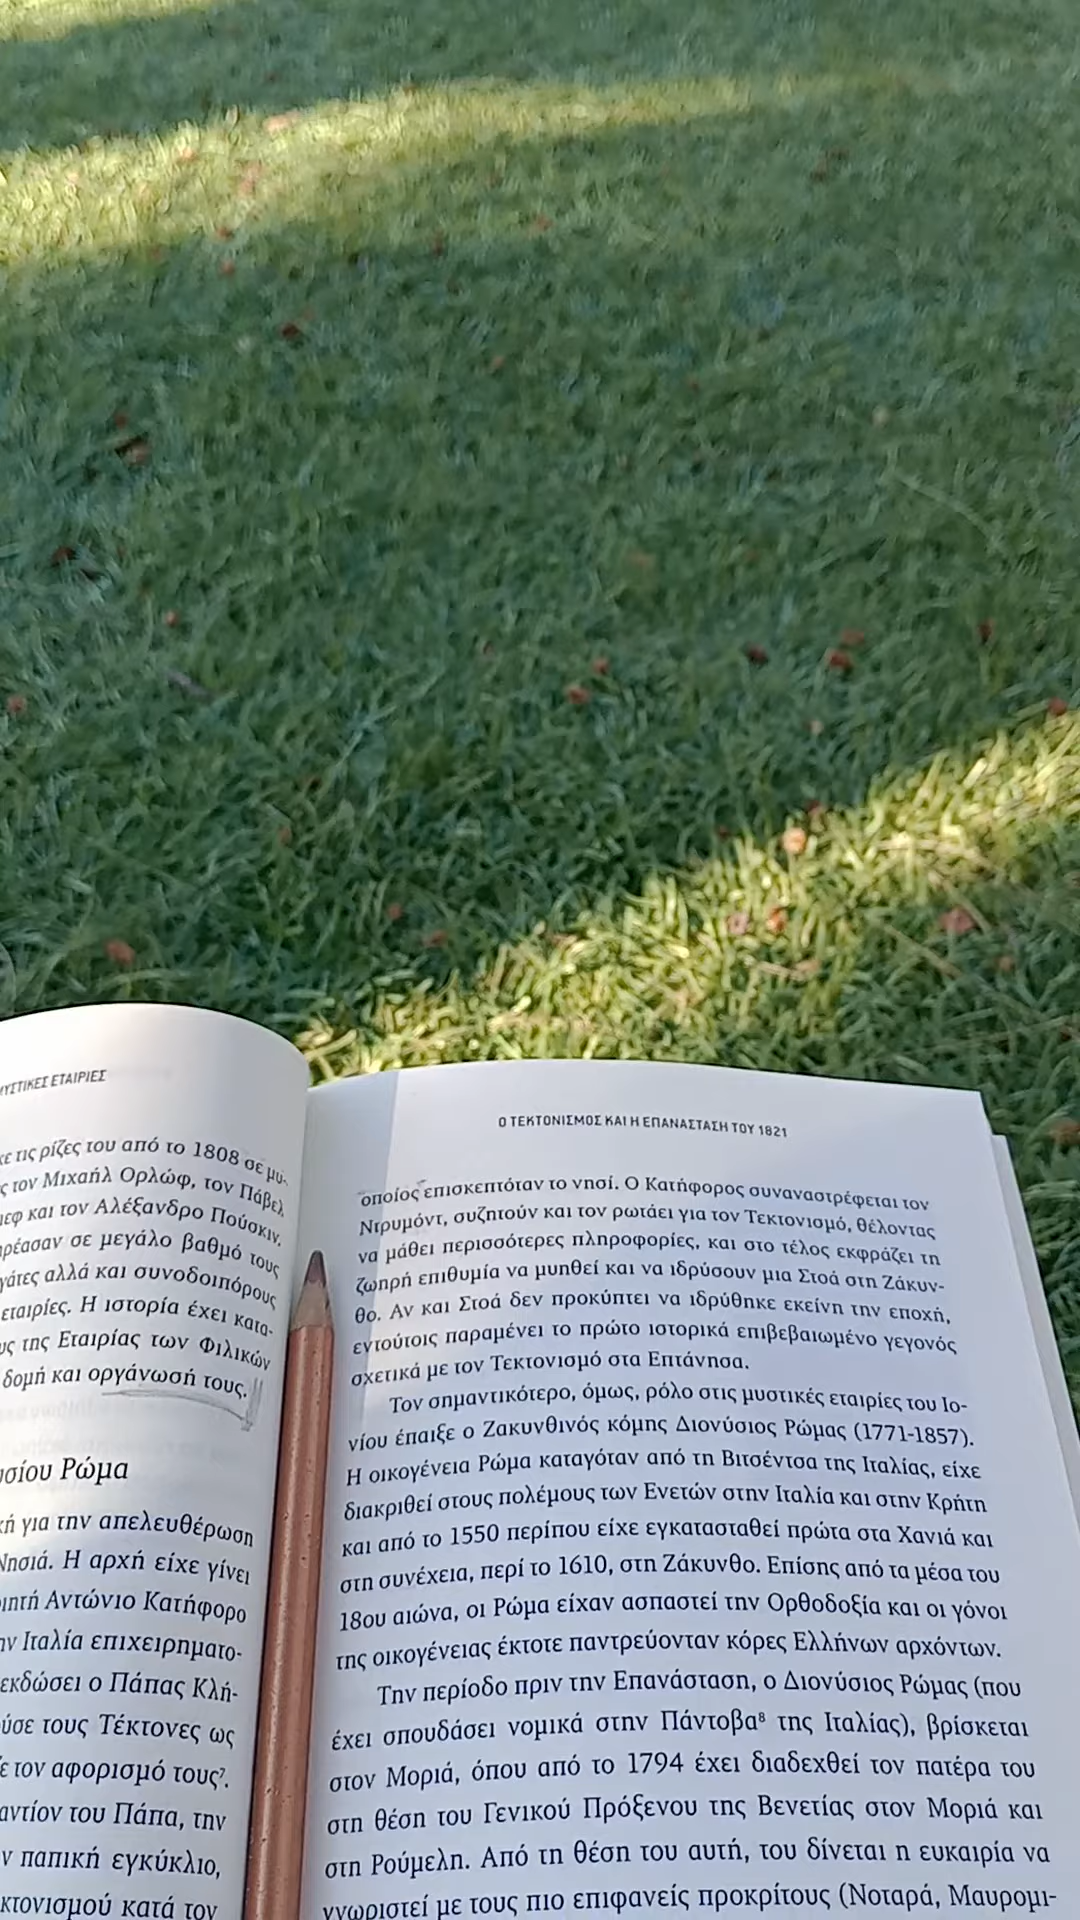 ΜΥΣΤΙΚΕΣ ΕΤΑΙΡΙΕΣ
τις ρίζες του από το 1808 σε μυ-
τον Μιχαήλ Ορλώφ, τον Πάβελ
και τον Αλέξανδρο Πούσκιν,
σε μεγάλο βαθμό τους
αλλά και συνοδοιπόρους
εταιρίες. Η ιστορία έχει κατα-
της Εταιρίας των Φιλικών
δομή και οργάνωσή τους.
Ρώμα
για την απελευθέρωση
Νησιά. Η αρχή είχε γίνει
Αντώνιο Κατήφορο
Ιταλία επιχειρηματο-
εκδώσει ο Πάπας Κλή-
τους Τέκτονες ως
τον αφορισμό τους⁷.
του Πάπα, την
παπική εγκύκλιο,
κατά τον
Ο ΤΕΚΤΟΝΙΣΜΟΣ ΚΑΙ Η ΕΠΑΝΑΣΤΑΣΗ ΤΟΥ 1821
οποίος επισκεπτόταν το νησί. Ο Κατήφορος συναναστρέφεται τον
Ντρυμόντ, συζητούν και τον ρωτάει για τον Τεκτονισμό, θέλοντας
να μάθει περισσότερες πληροφορίες, και στο τέλος εκφράζει τη
ζωηρή επιθυμία να μυηθεί και να ιδρύσουν μια Στοά στη Ζάκυν-
θο. Αν και Στοά δεν προκύπτει να ιδρύθηκε εκείνη την εποχή,
εντούτοις παραμένει το πρώτο ιστορικά επιβεβαιωμένο γεγονός
σχετικά με τον Τεκτονισμό στα Επτάνησα.
Τον σημαντικότερο, όμως, ρόλο στις μυστικές εταιρίες του Ιο-
νίου έπαιξε ο Ζακυνθινός κόμης Διονύσιος Ρώμας (1771-1857).
Η οικογένεια Ρώμα καταγόταν από τη Βιτσέντσα της Ιταλίας, είχε
διακριθεί στους πολέμους των Ενετών στην Ιταλία και στην Κρήτη
και από το 1550 περίπου είχε εγκατασταθεί πρώτα στα Χανιά και
στη συνέχεια, περί το 1610, στη Ζάκυνθο. Επίσης από τα μέσα του
18ου αιώνα, οι Ρώμα είχαν ασπαστεί την Ορθοδοξία και οι γόνοι
της οικογένειας έκτοτε παντρεύονταν κόρες Ελλήνων αρχόντων.
Την περίοδο πριν την Επανάσταση, ο Διονύσιος Ρώμας (που
έχει σπουδάσει νομικά στην Πάντοβα⁸ της Ιταλίας), βρίσκεται
στον Μοριά, όπου από το 1794 έχει διαδεχθεί τον πατέρα του
στη θέση του Γενικού Πρόξενου της Βενετίας στον Μοριά και
στη Ρούμελη. Από τη θέση του αυτή, του δίνεται η ευκαιρία να
γνωριστεί με τους πιο επιφανείς προκρίτους (Νοταρά, Μαυρομι-